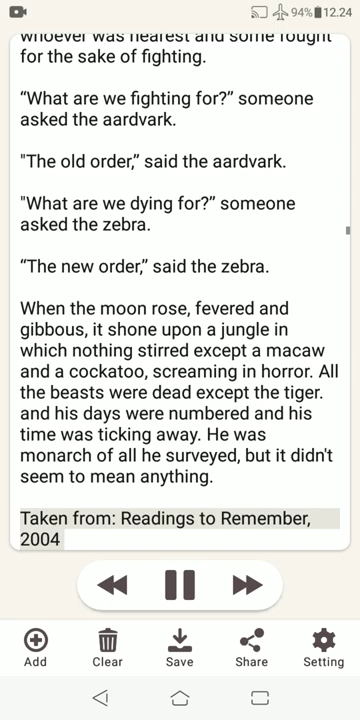 94% 12.24
whoever was nearest and some fought
for the sake of fighting.
“What are we fighting for?” someone
asked the aardvark.
"The old order,” said the aardvark.
"What are we dying for?” someone
asked the zebra.
“The new order,” said the zebra.
When the moon rose, fevered and
gibbous, it shone upon a jungle in
which nothing stirred except a macaw
and a cockatoo, screaming in horror. All
the beasts were dead except the tiger.
and his days were numbered and his
time was ticking away. He was
monarch of all he surveyed, but it didn't
seem to mean anything.
Taken from: Readings to Remember,
2004
Add Clear Save Share Setting